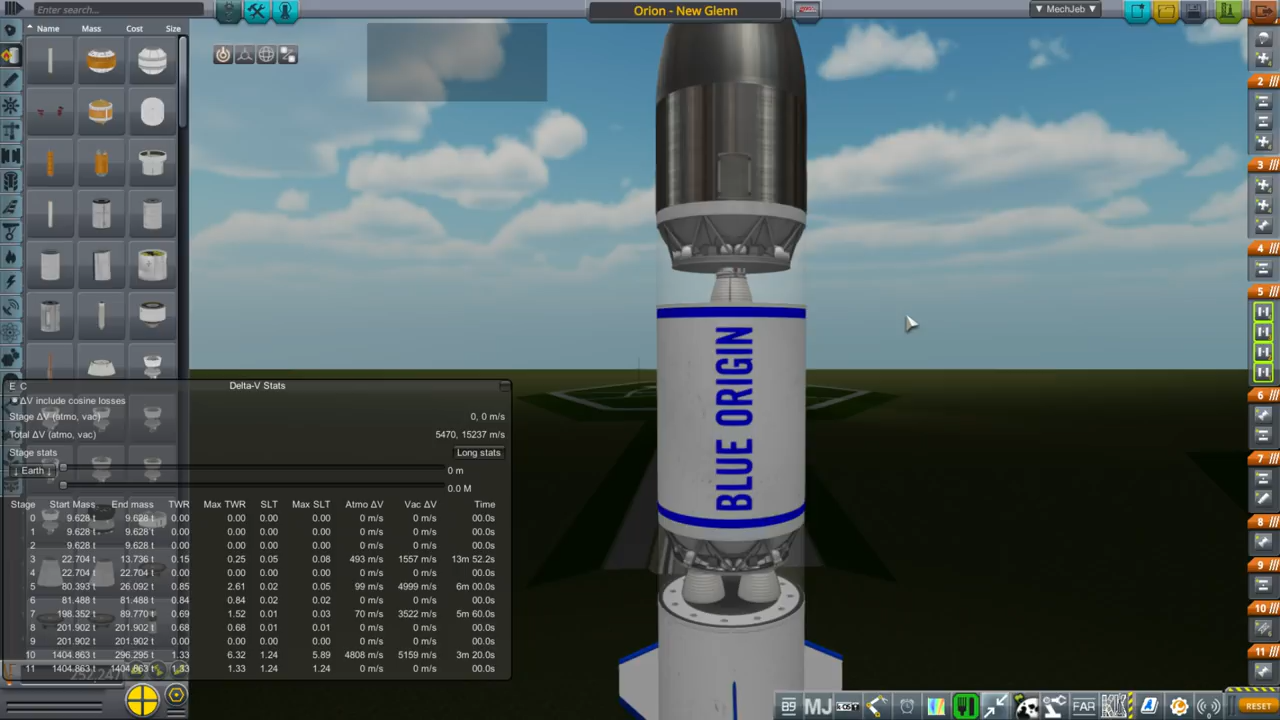 Enter search...
Orion - New Glenn
▼ MechJeb ▼
Name Mass Cost Size
2
3
4
5
6
7
8
9
10
11
BLUE ORIGIN
E C Delta-V Stats
ΔV include cosine losses
Stage ΔV (atmo, vac) 0, 0 m/s
Total ΔV (atmo, vac) 5470, 15237 m/s
Stage stats Long stats
↓ Earth ↓ 0 m
0.0 M
Stage Start Mass End mass TWR Max TWR SLT Max SLT Atmo ΔV Vac ΔV Time
0 9.628 t 9.628 t 0.00 0.00 0.00 0.00 0 m/s 0 m/s 00.0s
1 9.628 t 9.628 t 0.00 0.00 0.00 0.00 0 m/s 0 m/s 00.0s
2 9.628 t 9.628 t 0.00 0.00 0.00 0.00 0 m/s 0 m/s 00.0s
3 22.704 t 13.736 t 0.15 0.25 0.05 0.08 493 m/s 1557 m/s 13m 52.2s
4 22.704 t 22.704 t 0.00 0.00 0.00 0.00 0 m/s 0 m/s 00.0s
5 80.393 t 26.092 t 0.85 2.61 0.02 0.05 99 m/s 4999 m/s 6m 00.0s
6 81.488 t 81.488 t 0.84 0.84 0.02 0.02 0 m/s 0 m/s 00.0s
7 198.352 t 89.770 t 0.69 1.52 0.01 0.03 70 m/s 3522 m/s 5m 60.0s
8 201.902 t 201.902 t 0.68 0.68 0.01 0.01 0 m/s 0 m/s 00.0s
9 201.902 t 201.902 t 0.00 0.00 0.00 0.00 0 m/s 0 m/s 00.0s
10 1404.863 t 296.295 t 1.33 6.32 1.24 5.89 4808 m/s 5159 m/s 3m 20.0s
11 1404.863 t 1404.863 t 1.33 1.33 1.24 1.24 0 m/s 0 m/s 00.0s
B9 MJ FAR RESET